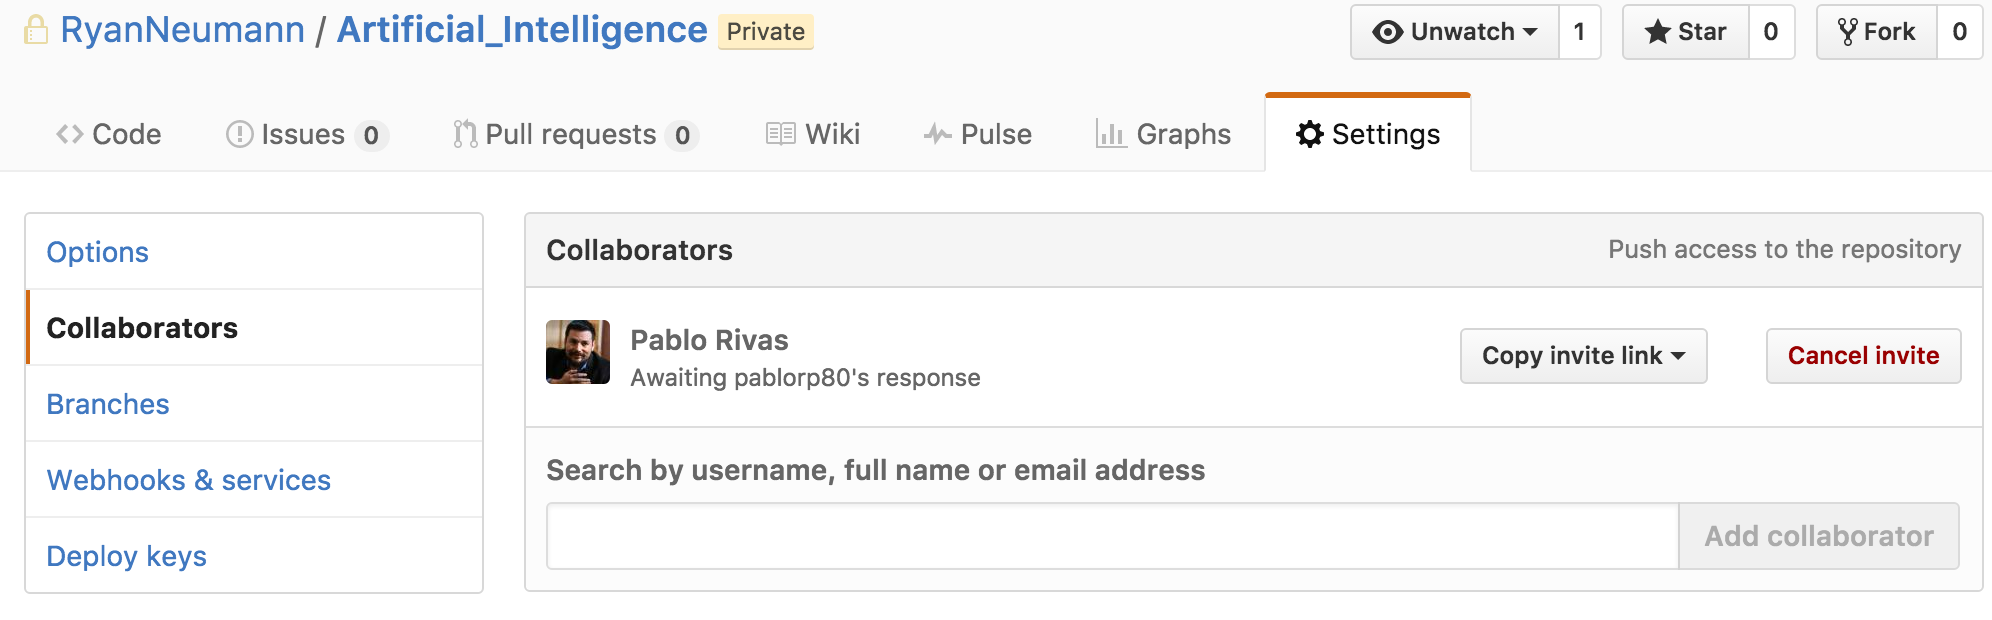 RyanNeumann / Artificial_Intelligence Private Unwatch 1 Star 0 Fork 0
Code Issues 0 Pull requests 0 Wiki Pulse Graphs Settings
Options
Collaborators
Branches
Webhooks & services
Deploy keys
Collaborators Push access to the repository
Pablo Rivas
Awaiting pablorp80's response
Copy invite link Cancel invite
Search by username, full name or email address
Add collaborator